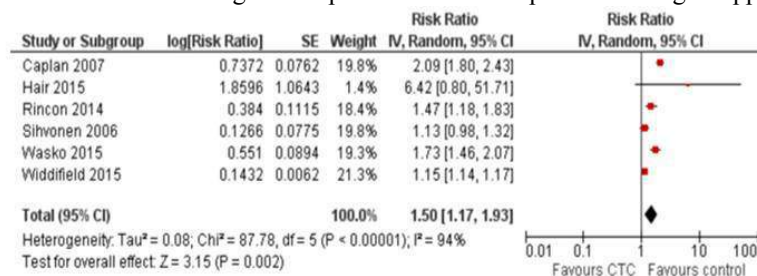 Risk Ratio Risk Ratio
Study or Subgroup log[Risk Ratio] SE Weight IV, Random, 95% CI IV, Random, 95% CI
Caplan 2007 0.7372 0.0762 19.8% 2.09 [1.80, 2.43]
Hair 2015 1.8596 1.0643 1.4% 6.42 [0.80, 51.71]
Rincon 2014 0.384 0.1115 18.4% 1.47 [1.18, 1.83]
Sihvonen 2006 0.1266 0.0775 19.8% 1.13 [0.98, 1.32]
Wasko 2015 0.551 0.0894 19.3% 1.73 [1.46, 2.07]
Widdifield 2015 0.1432 0.0062 21.3% 1.15 [1.14, 1.17]
Total (95% CI) 100.0% 1.50 [1.17, 1.93]
Heterogeneity: Tau² = 0.08; Chi² = 87.78, df = 5 (P < 0.00001); I² = 94%
Test for overall effect: Z = 3.15 (P = 0.002)
0.01 0.1 1 10 100
Favours CTC Favours control